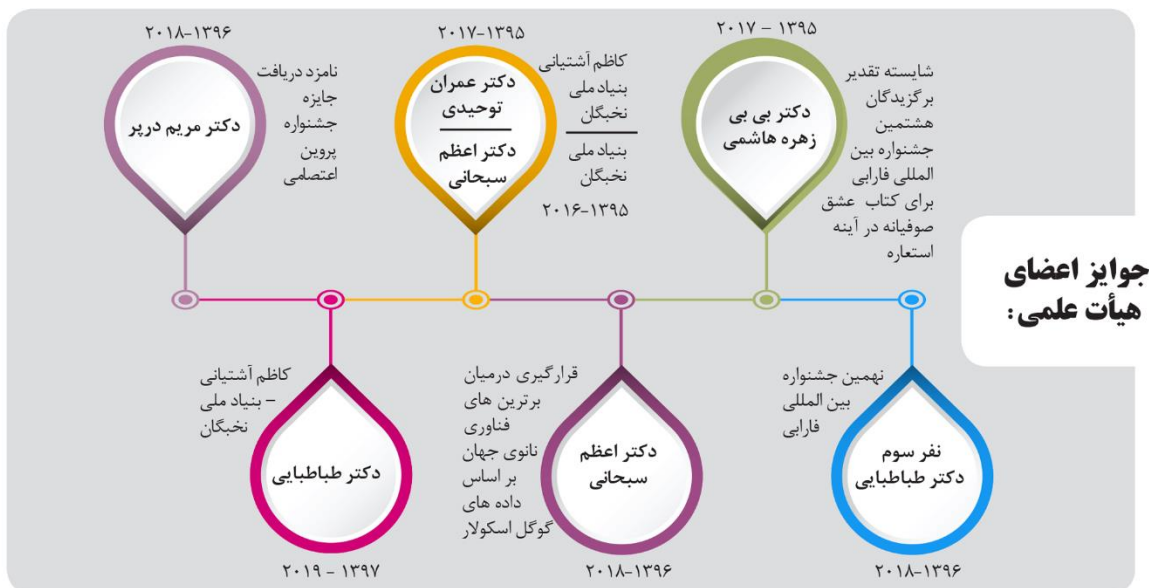 جوایز اعضای
هیأت علمی:
۱۳۹۵ - ۲۰۱۷
دکتر بی بی
زهره هاشمی
شایسته تقدیر
برگزیدگان
هشتمین
جشنواره بین
المللی فارابی
برای کتاب عشق
صوفیانه در آینه
استعاره
۱۳۹۵-۲۰۱۷
دکتر عمران
توحیدی
دکتر اعظم
سبحانی
کاظم آشتیانی
بنیاد ملی
نخبگان
بنیاد ملی
نخبگان
۱۳۹۵-۲۰۱۶
۱۳۹۶-۲۰۱۸
دکتر مریم درپر
نامزد دریافت
جایزه
جشنواره
پروین
اعتصامی
نهمین جشنواره
بین المللی
فارابی
نفر سوم
دکتر طباطبایی
۱۳۹۶-۲۰۱۸
قرارگیری درمیان
برترین های
فناوری
نانوی جهان
بر اساس
داده های
گوگل اسکولار
دکتر اعظم
سبحانی
۱۳۹۶-۲۰۱۸
کاظم آشتیانی
– بنیاد ملی
نخبگان
دکتر طباطبایی
۱۳۹۷ - ۲۰۱۹